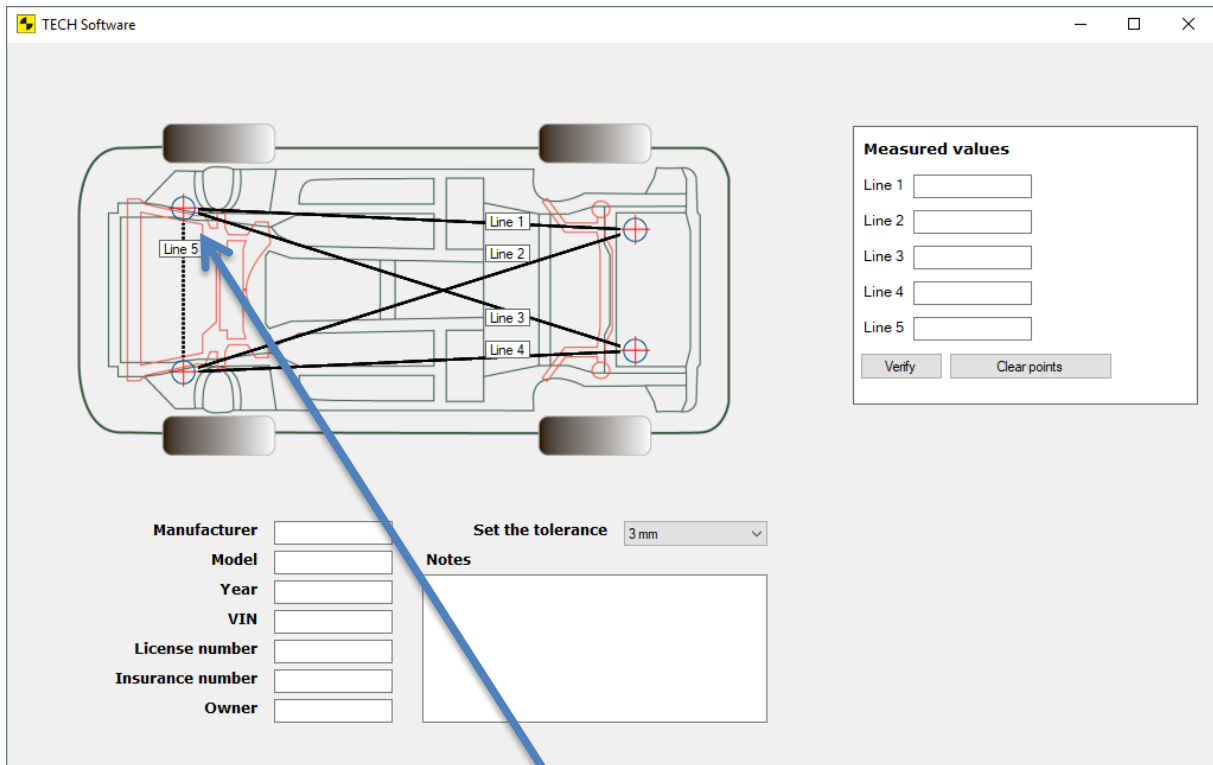 TECH Software
Measured values
Line 1
Line 2
Line 3
Line 4
Line 5
Verify Clear points
Line 1
Line 2
Line 5
Line 3
Line 4
Manufacturer
Model
Year
VIN
License number
Insurance number
Owner
Set the tolerance 3 mm
Notes